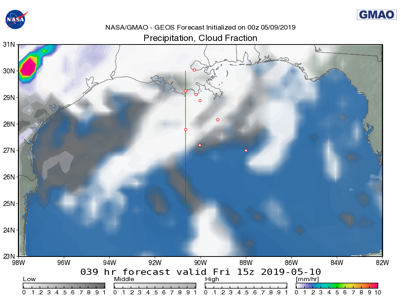 NASA
GMAO
NASA/GMAO - GEOS Forecast Initialized on 00z 05/09/2019
Precipitation, Cloud Fraction
31N
30N
29N
28N
27N
26N
25N
24N
23N
98W 96W 94W 92W 90W 88W 86W 84W 82W
039 hr forecast valid Fri 15z 2019-05-10
Low Middle High [mm/hr]
0 .1 .2 .3 .4 .5 .6 .7 .8 .9 1 0 .1 .2 .3 .4 .5 .6 .7 .8 .9 1 0 .1 .2 .3 .4 .5 .6 .7 .8 .9 1 0 1 2 3 4 5 6 7 8 9 10